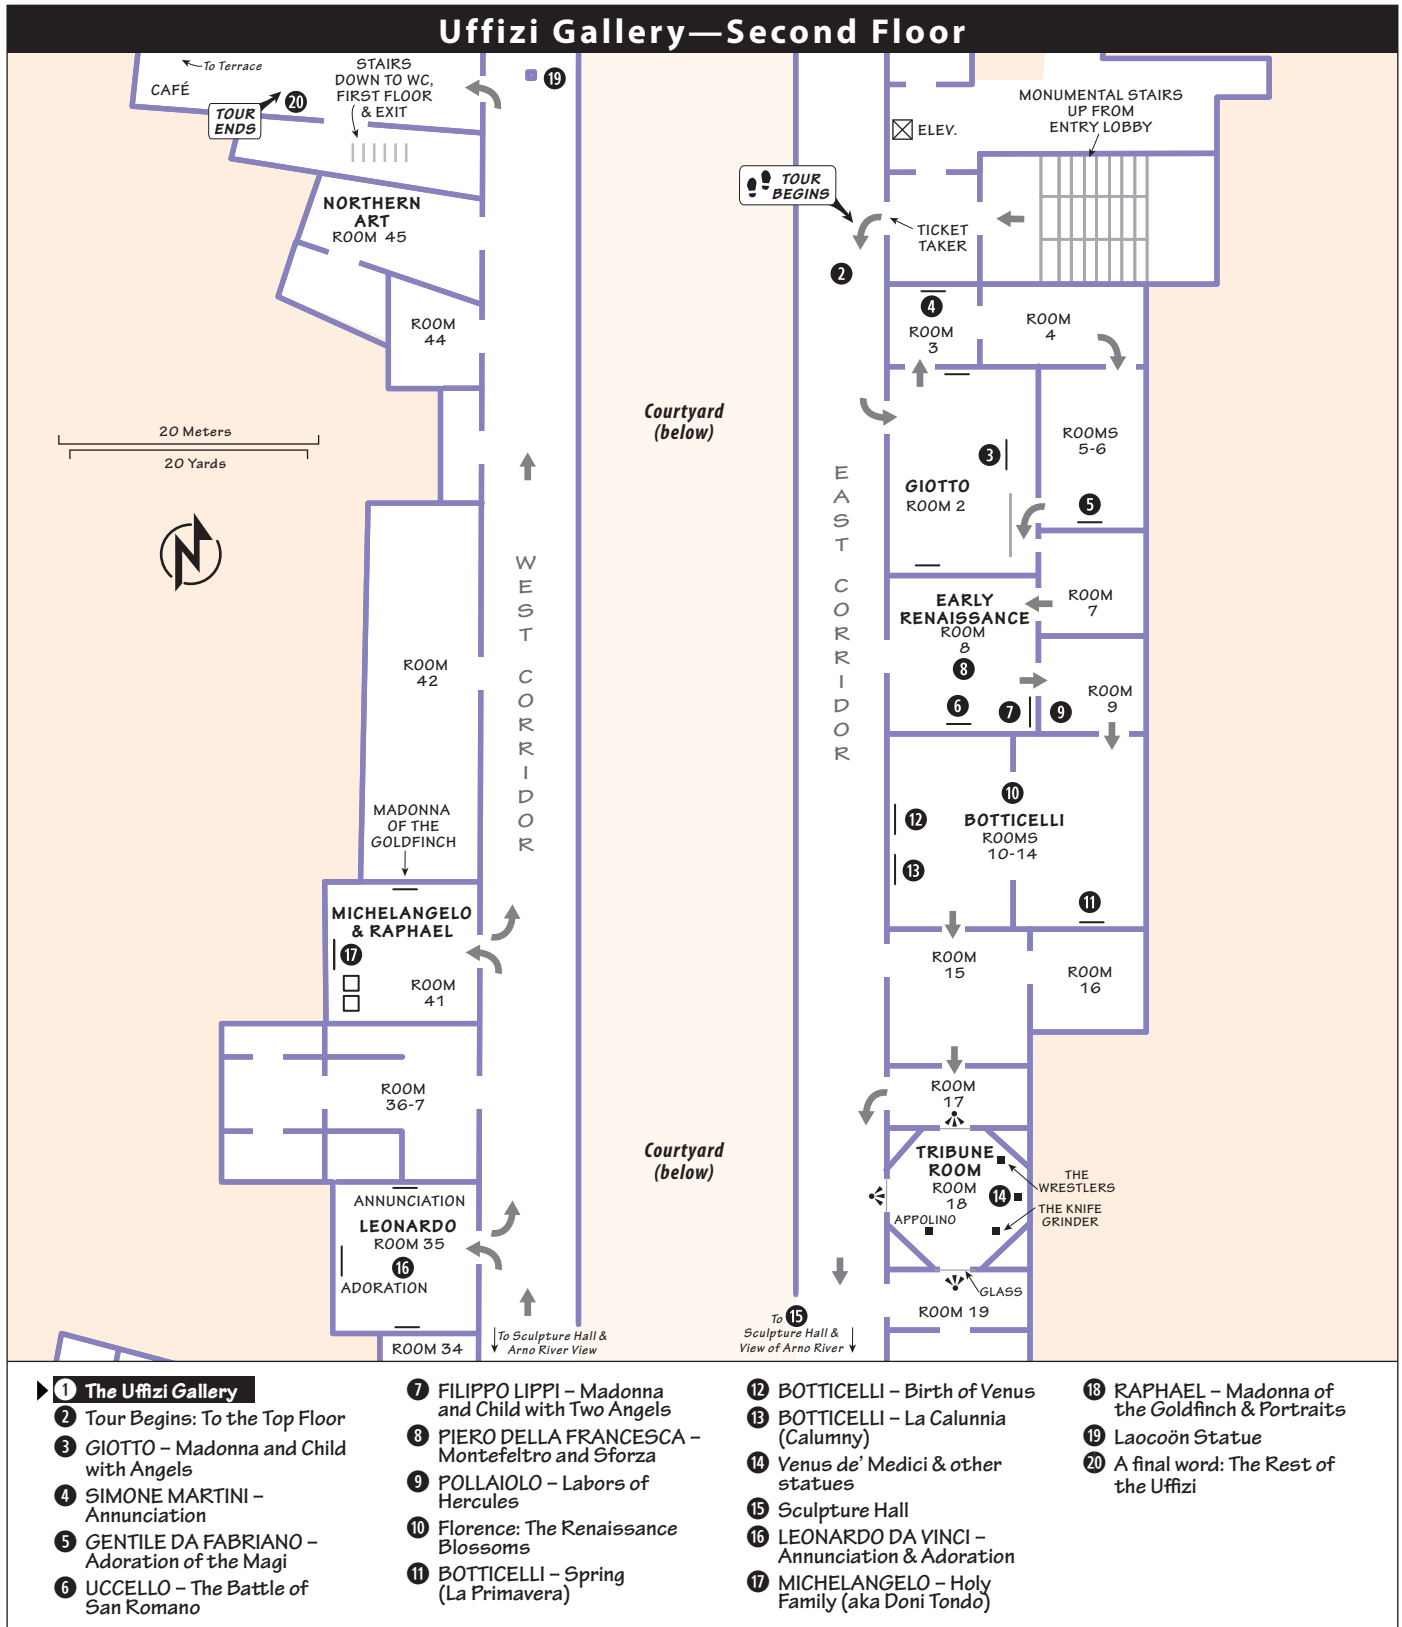 Uffizi Gallery—Second Floor
To Terrace
CAFÉ
TOUR
ENDS
20
STAIRS
DOWN TO WC,
FIRST FLOOR
& EXIT
19
NORTHERN
ART
ROOM 45
ROOM
44
20 Meters
20 Yards
N
ROOM
42
MADONNA
OF THE
GOLDFINCH
MICHELANGELO
& RAPHAEL
17
ROOM
41
ROOM
36-7
ANNUNCIATION
LEONARDO
ROOM 35
16
ADORATION
ROOM 34
WEST CORRIDOR
To Sculpture Hall &
Arno River View
Courtyard
(below)
Courtyard
(below)
ELEV.
MONUMENTAL STAIRS
UP FROM
ENTRY LOBBY
TOUR
BEGINS
TICKET
TAKER
2
4
ROOM
3
ROOM
4
ROOMS
5-6
3
GIOTTO
ROOM 2
5
EAST CORRIDOR
EARLY
RENAISSANCE
ROOM
8
8
ROOM
7
6
7
9
ROOM
9
10
BOTTICELLI
ROOMS
10-14
12
13
11
ROOM
15
ROOM
16
ROOM
17
TRIBUNE
ROOM
ROOM
18
14
THE
WRESTLERS
THE KNIFE
GRINDER
APPOLINO
GLASS
ROOM 19
To 15
Sculpture Hall &
View of Arno River
1 The Uffizi Gallery
2 Tour Begins: To the Top Floor
3 GIOTTO – Madonna and Child
with Angels
4 SIMONE MARTINI –
Annunciation
5 GENTILE DA FABRIANO –
Adoration of the Magi
6 UCCELLO – The Battle of
San Romano
7 FILIPPO LIPPI – Madonna
and Child with Two Angels
8 PIERO DELLA FRANCESCA –
Montefeltro and Sforza
9 POLLAIOLO – Labors of
Hercules
10 Florence: The Renaissance
Blossoms
11 BOTTICELLI – Spring
(La Primavera)
12 BOTTICELLI – Birth of Venus
13 BOTTICELLI – La Calunnia
(Calumny)
14 Venus de' Medici & other
statues
15 Sculpture Hall
16 LEONARDO DA VINCI –
Annunciation & Adoration
17 MICHELANGELO – Holy
Family (aka Doni Tondo)
18 RAPHAEL – Madonna of
the Goldfinch & Portraits
19 Laocoön Statue
20 A final word: The Rest of
the Uffizi